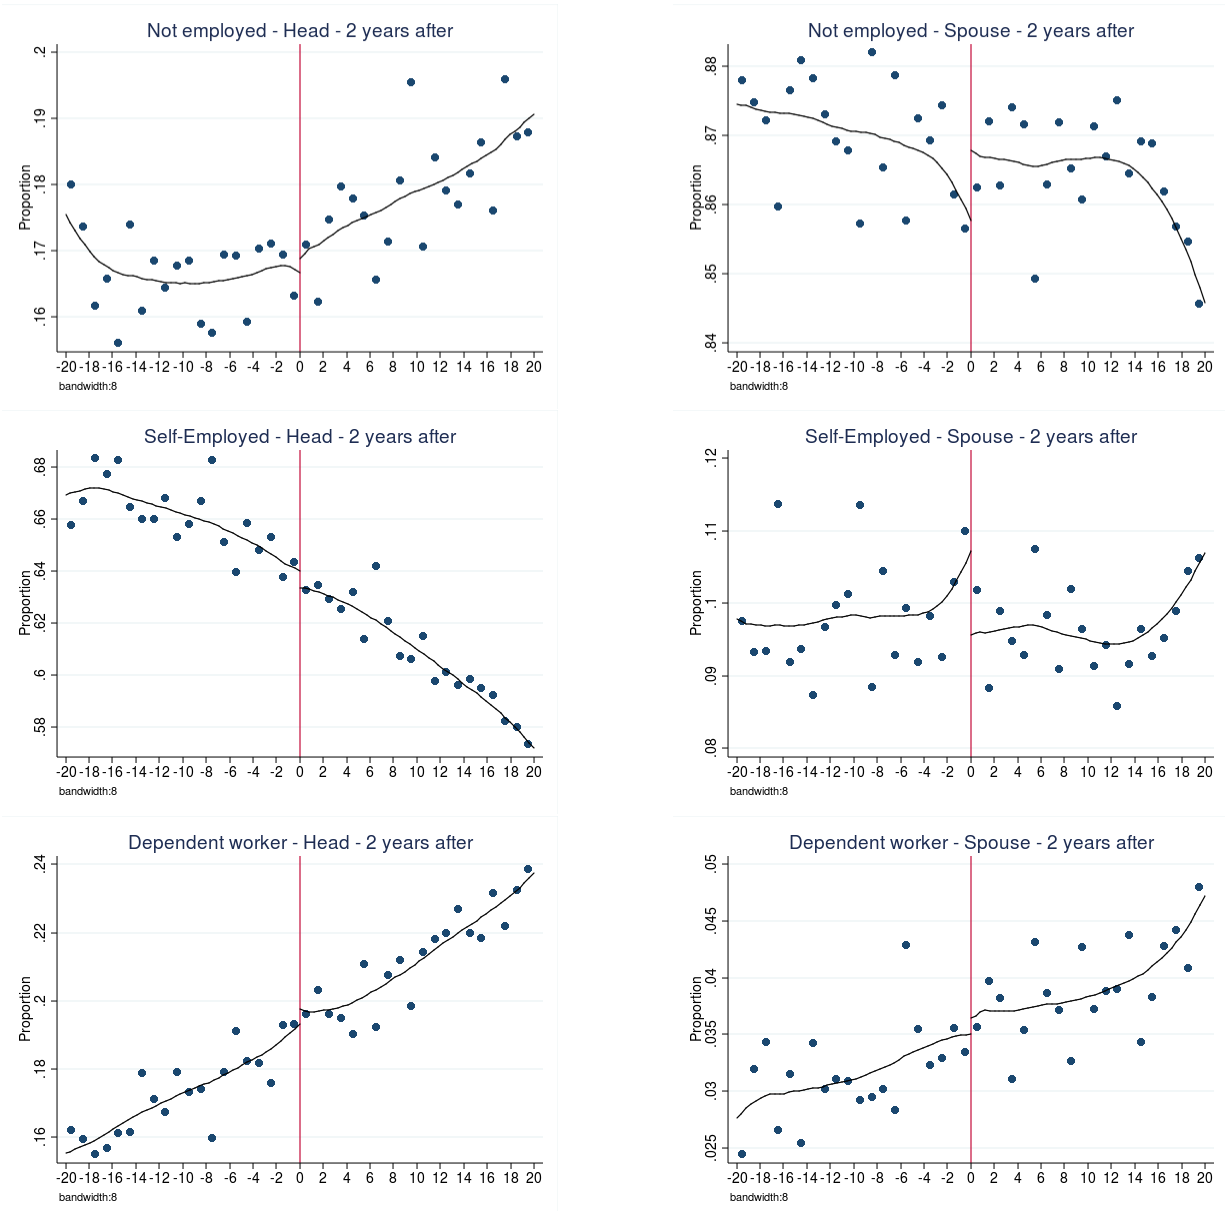 Not employed - Head - 2 years after
Proportion
.2
.19
.18
.17
.16
-20 -18 -16 -14 -12 -10 -8 -6 -4 -2 0 2 4 6 8 10 12 14 16 18 20
bandwidth:8
Not employed - Spouse - 2 years after
Proportion
.88
.87
.86
.85
.84
-20 -18 -16 -14 -12 -10 -8 -6 -4 -2 0 2 4 6 8 10 12 14 16 18 20
bandwidth:8
Self-Employed - Head - 2 years after
Proportion
.68
.66
.64
.62
.6
.58
-20 -18 -16 -14 -12 -10 -8 -6 -4 -2 0 2 4 6 8 10 12 14 16 18 20
bandwidth:8
Self-Employed - Spouse - 2 years after
Proportion
.12
.11
.1
.09
.08
-20 -18 -16 -14 -12 -10 -8 -6 -4 -2 0 2 4 6 8 10 12 14 16 18 20
bandwidth:8
Dependent worker - Head - 2 years after
Proportion
.24
.22
.2
.18
.16
-20 -18 -16 -14 -12 -10 -8 -6 -4 -2 0 2 4 6 8 10 12 14 16 18 20
bandwidth:8
Dependent worker - Spouse - 2 years after
Proportion
.05
.045
.04
.035
.03
.025
-20 -18 -16 -14 -12 -10 -8 -6 -4 -2 0 2 4 6 8 10 12 14 16 18 20
bandwidth:8